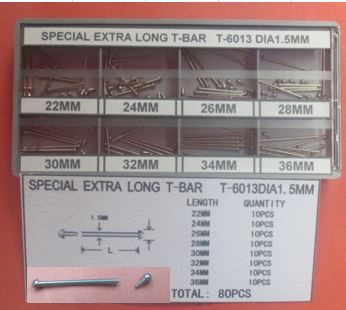 SPECIAL EXTRA LONG T-BAR T-6013 DIA1.5MM
22MM 24MM 26MM 28MM
30MM 32MM 34MM 36MM
SPECIAL EXTRA LONG T-BAR T-6013DIA1.5MM
LENGTH QUANTITY
22MM 10PCS
24MM 10PCS
26MM 10PCS
28MM 10PCS
30MM 10PCS
32MM 10PCS
34MM 10PCS
36MM 10PCS
TOTAL: 80PCS
1.5MM
L